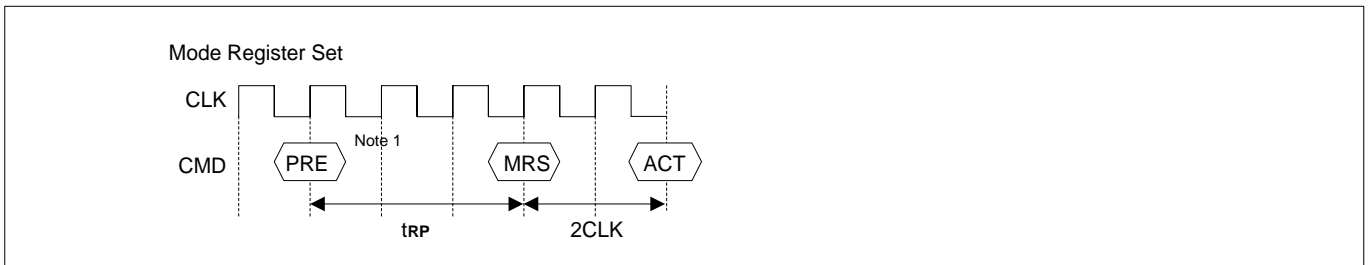 Mode Register Set
CLK
Note 1
CMD PRE MRS ACT
tRP 2CLK